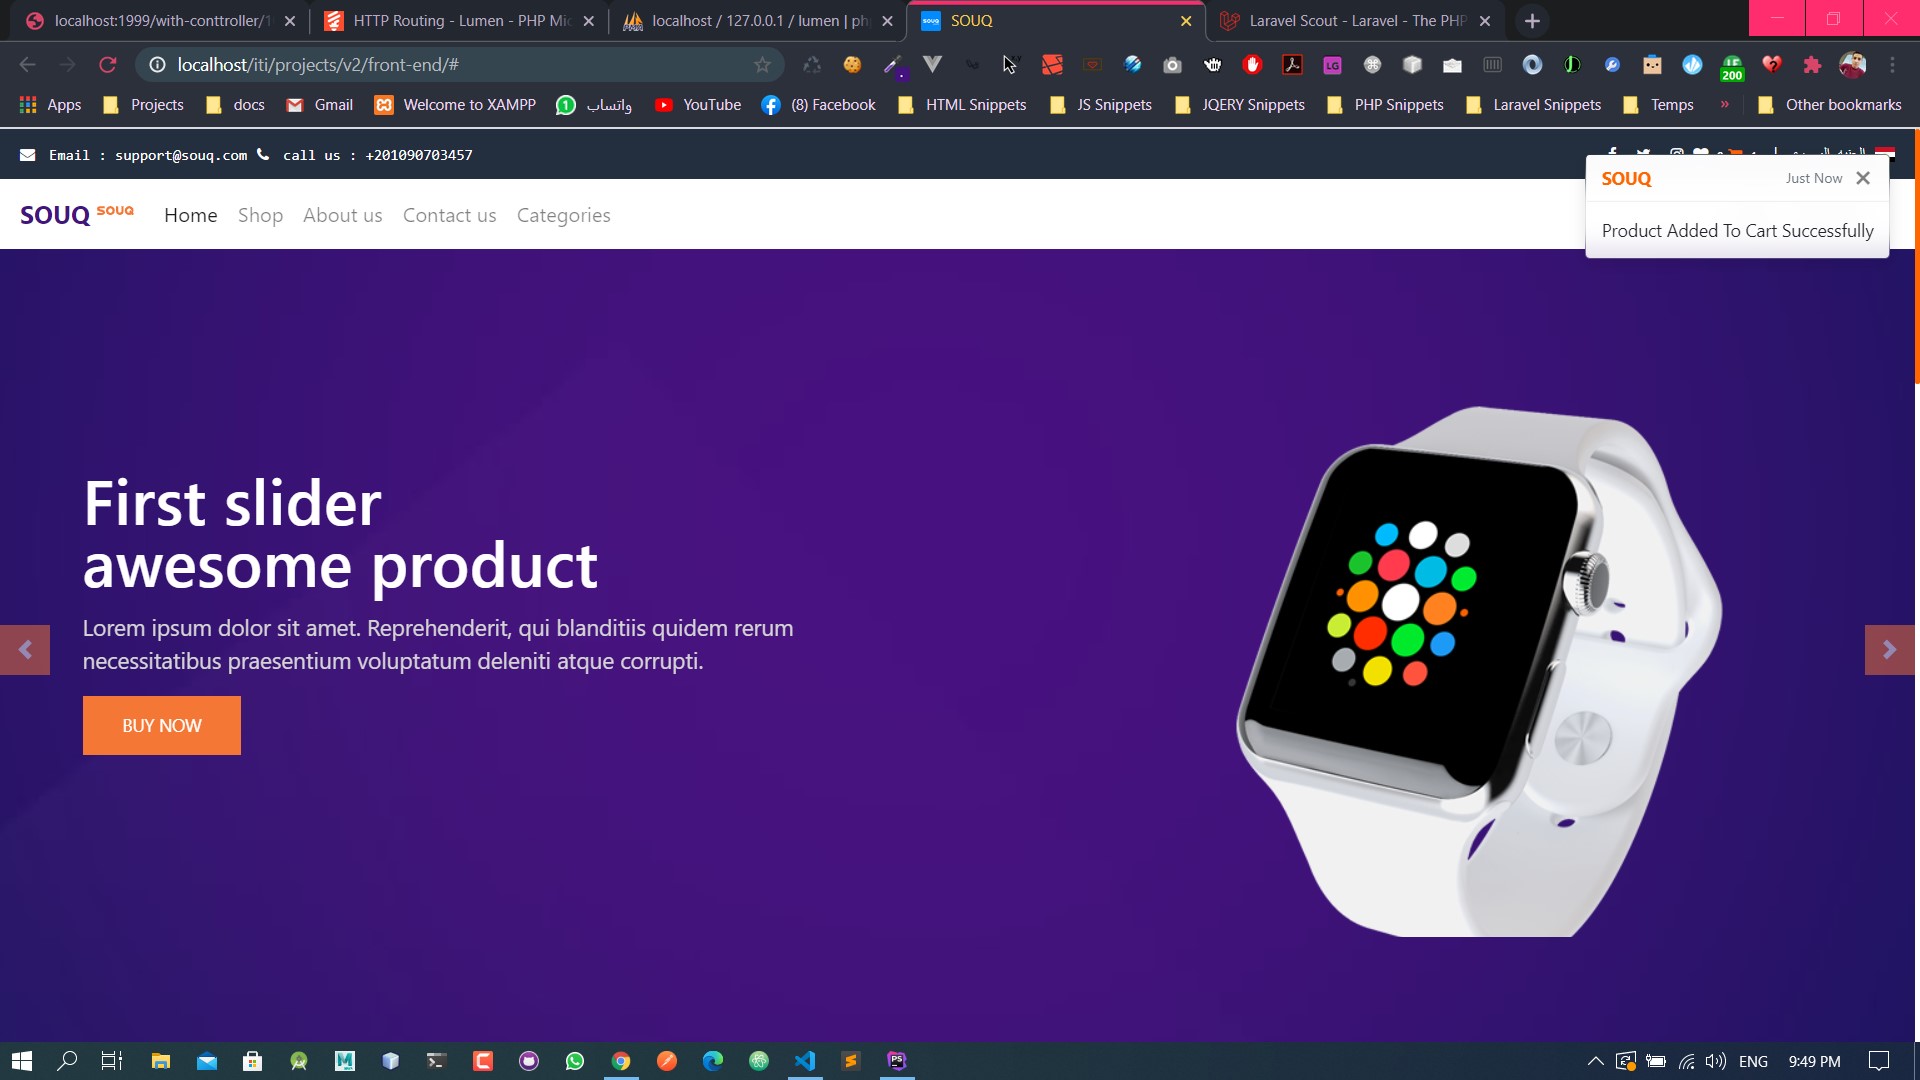 localhost:1999/with-conttroller/1
HTTP Routing - Lumen - PHP Mic
localhost / 127.0.0.1 / lumen | ph
SOUQ
Laravel Scout - Laravel - The PHP
localhost/iti/projects/v2/front-end/#
LG
200
Apps
Projects
docs
Gmail
Welcome to XAMPP
واتساب
YouTube
(8) Facebook
HTML Snippets
JS Snippets
JQERY Snippets
PHP Snippets
Laravel Snippets
Temps
»
Other bookmarks
Email : support@souq.com
call us : +201090703457
SOUQ
Just Now
Product Added To Cart Successfully
SOUQ SOUQ
Home
Shop
About us
Contact us
Categories
First slider
awesome product
Lorem ipsum dolor sit amet. Reprehenderit, qui blanditiis quidem rerum
necessitatibus praesentium voluptatum deleniti atque corrupti.
BUY NOW
ENG
9:49 PM